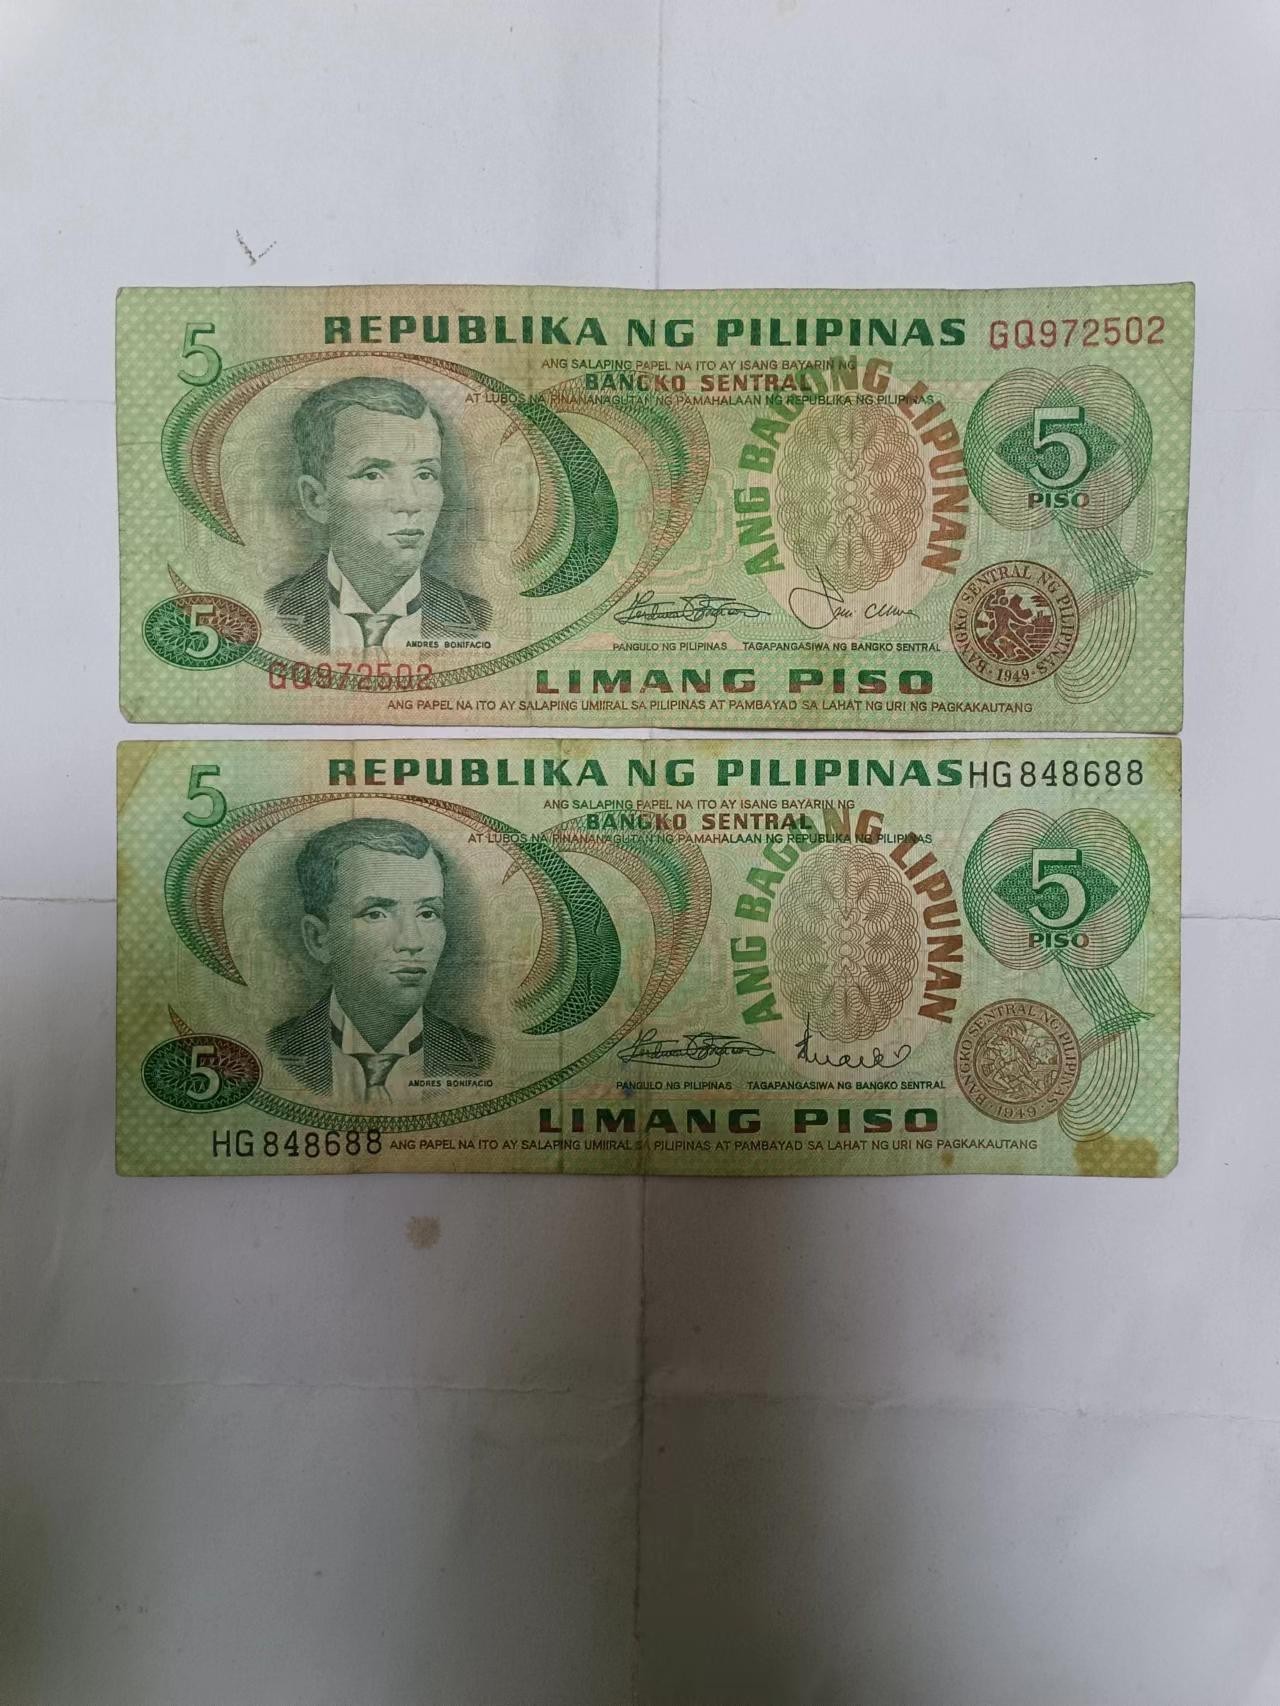 5
REPUBLIKA NG PILIPINAS GQ972502
ANG SALAPING PAPEL NA ITO AY ISANG BAYARIN NG
BANGKO SENTRAL
AT LUBOS NA PINANANAGUTAN NG PAMAHALAAN NG REPUBLIKA NG PILIPINAS
ANG BAGONG LIPUNAN
5
PISO
BANGKO SENTRAL NG PILIPINAS
1949
5
ANDRES BONIFACIO
PANGULO NG PILIPINAS TAGAPANGASIWA NG BANGKO SENTRAL
GQ972502
LIMANG PISO
ANG PAPEL NA ITO AY SALAPING UMIIRAL SA PILIPINAS AT PAMBAYAD SA LAHAT NG URI NG PAGKAKAUTANG
5
REPUBLIKA NG PILIPINAS HG848688
ANG SALAPING PAPEL NA ITO AY ISANG BAYARIN NG
BANGKO SENTRAL
AT LUBOS NA PINANANAGUTAN NG PAMAHALAAN NG REPUBLIKA NG PILIPINAS
ANG BAGONG LIPUNAN
5
PISO
BANGKO SENTRAL NG PILIPINAS
1949
5
ANDRES BONIFACIO
PANGULO NG PILIPINAS TAGAPANGASIWA NG BANGKO SENTRAL
LIMANG PISO
HG848688 ANG PAPEL NA ITO AY SALAPING UMIIRAL SA PILIPINAS AT PAMBAYAD SA LAHAT NG URI NG PAGKAKAUTANG